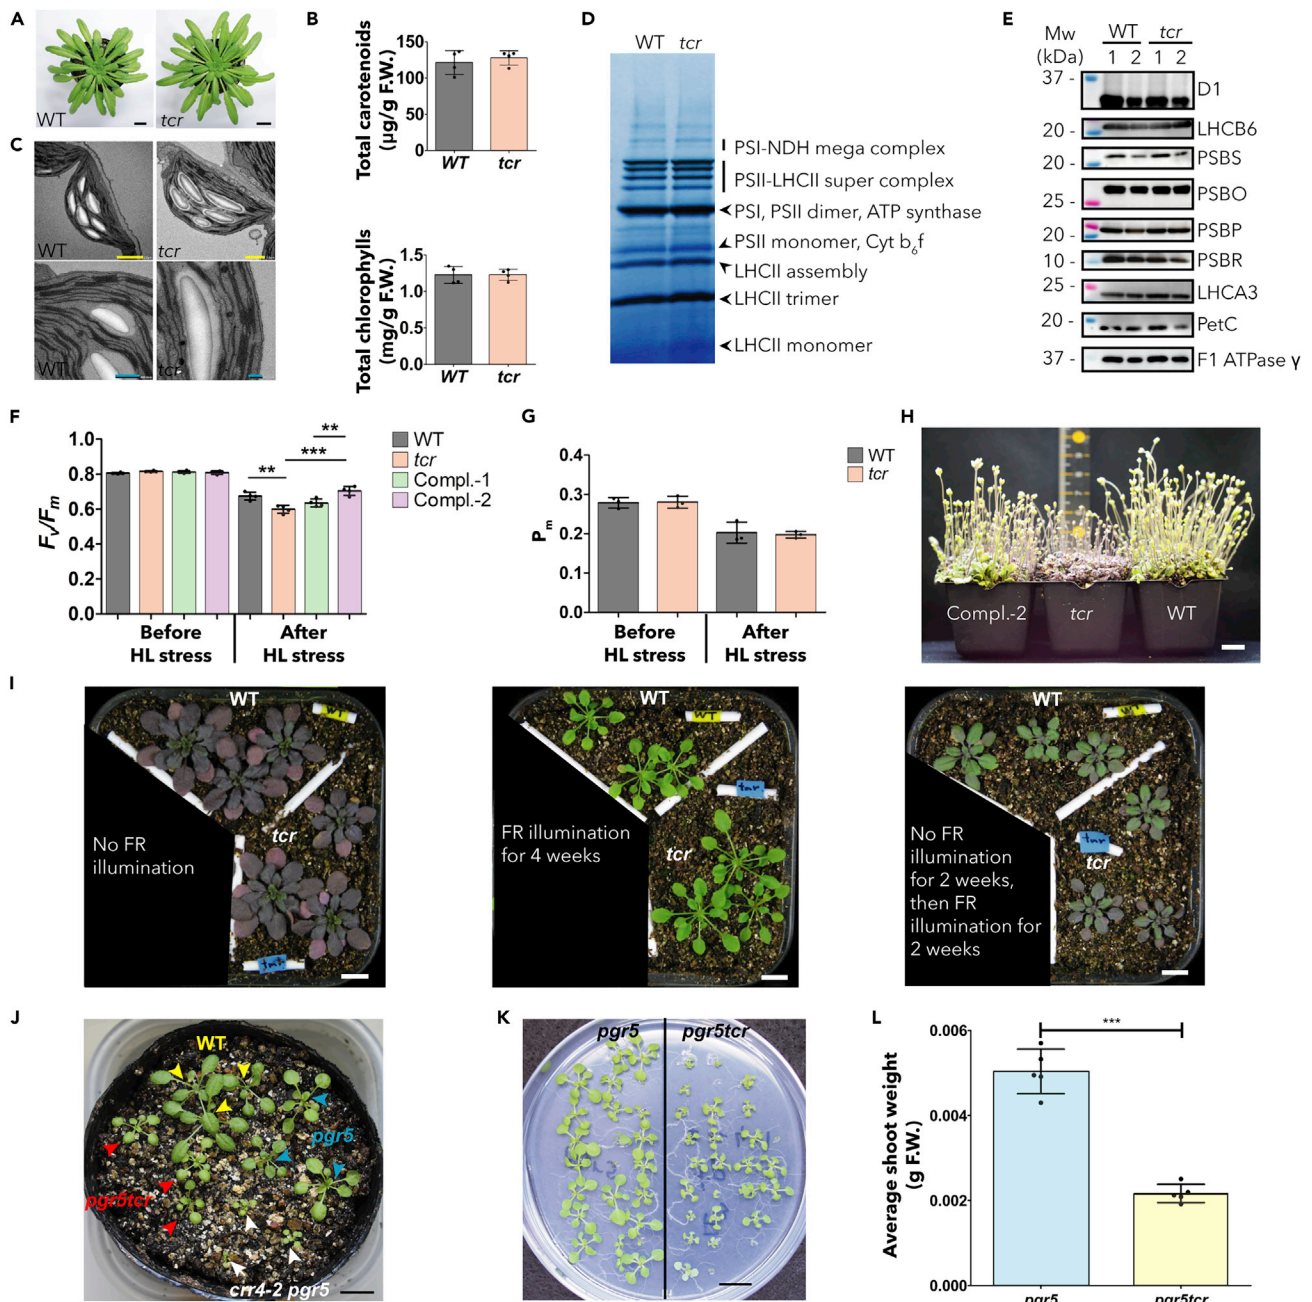 A
WT
tcr
B
Total carotenoids
(µg/g F.W.)
150
100
50
0
WT
tcr
Total chlorophylls
(mg/g F.W.)
1.5
1.0
0.5
0.0
WT
tcr
C
WT
tcr
WT
tcr
D
WT tcr
PSI-NDH mega complex
PSII-LHCII super complex
PSI, PSII dimer, ATP synthase
PSII monomer, Cyt b6f
LHCII assembly
LHCII trimer
LHCII monomer
E
Mw
(kDa)
WT tcr
1 2 1 2
37 - D1
20 - LHCB6
20 - PSBS
25 - PSBO
20 - PSBP
10 - PSBR
25 - LHCA3
20 - PetC
37 - F1 ATPase γ
F
Fv/Fm
1.0
0.8
0.6
0.4
0.2
0.0
**
***
**
WT
tcr
Compl.-1
Compl.-2
Before
HL stress
After
HL stress
G
Pm
0.4
0.3
0.2
0.1
0.0
WT
tcr
Before
HL stress
After
HL stress
H
Compl.-2
tcr
WT
I
WT
WT
tcr
No FR
illumination
tmr
WT
WT
tmr
tcr
FR illumination
for 4 weeks
WT
WT
tmr
tcr
No FR
illumination
for 2 weeks,
then FR
illumination for
2 weeks
J
WT
pgr5
pgr5tcr
crr4-2 pgr5
K
pgr5
pgr5tcr
L
Average shoot weight
(g F.W.)
0.006
0.004
0.002
0.000
***
pgr5
pgr5tcr